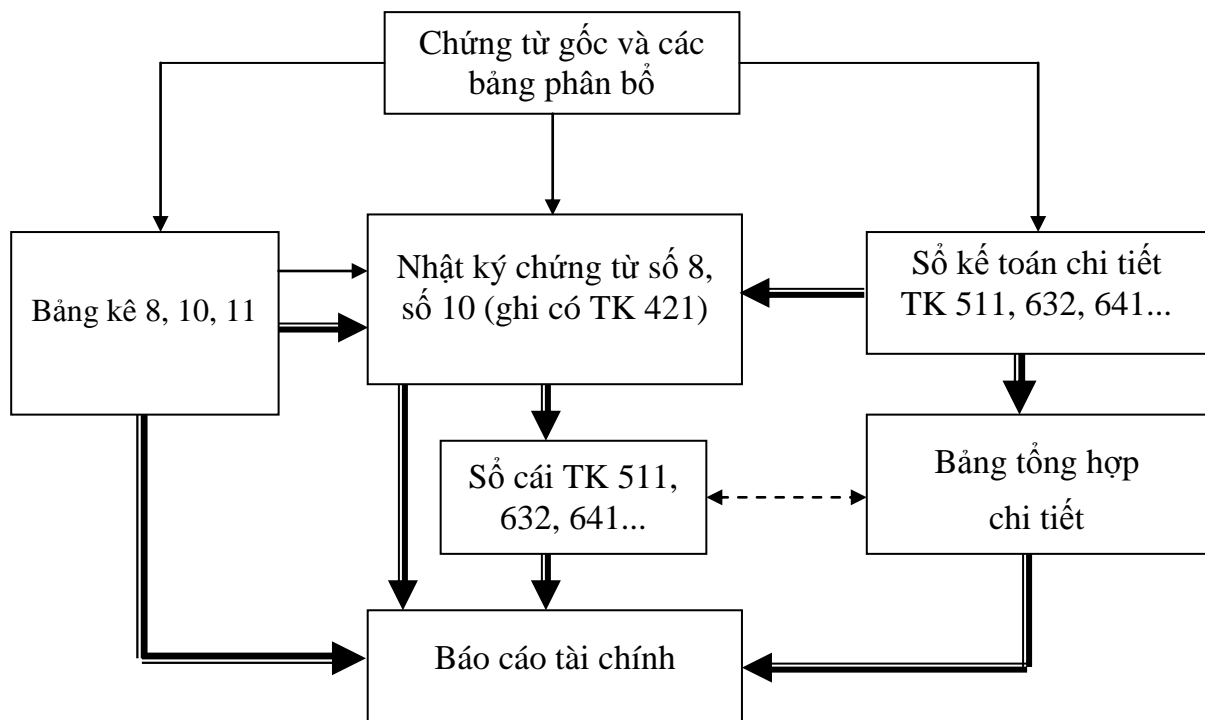 Chứng từ gốc và các
bảng phân bổ
Bảng kê 8, 10, 11
Nhật ký chứng từ số 8,
số 10 (ghi có TK 421)
Sổ kế toán chi tiết
TK 511, 632, 641...
Sổ cái TK 511,
632, 641...
Bảng tổng hợp
chi tiết
Báo cáo tài chính